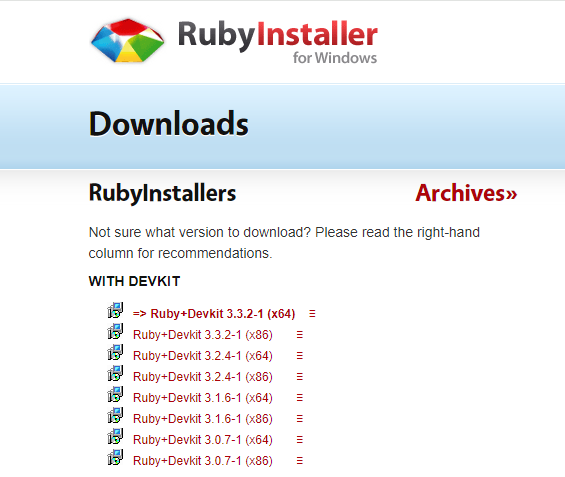 RubyInstaller
for Windows
Downloads
RubyInstallers
Archives»
Not sure what version to download? Please read the right-hand
column for recommendations.
WITH DEVKIT
=> Ruby+Devkit 3.3.2-1 (x64) ≡
Ruby+Devkit 3.3.2-1 (x86) ≡
Ruby+Devkit 3.2.4-1 (x64) ≡
Ruby+Devkit 3.2.4-1 (x86) ≡
Ruby+Devkit 3.1.6-1 (x64) ≡
Ruby+Devkit 3.1.6-1 (x86) ≡
Ruby+Devkit 3.0.7-1 (x64) ≡
Ruby+Devkit 3.0.7-1 (x86) ≡